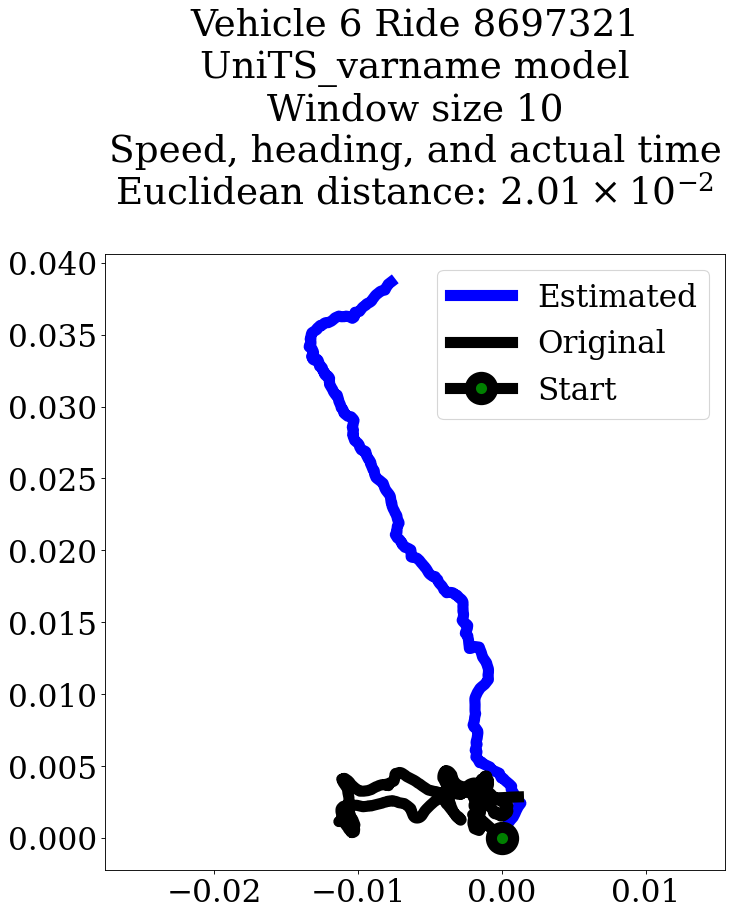 Vehicle 6 Ride 8697321
UniTS_varname model
Window size 10
Speed, heading, and actual time
Euclidean distance: 2.01 × 10⁻²
0.040
0.035
0.030
0.025
0.020
0.015
0.010
0.005
0.000
Estimated
Original
Start
−0.02 −0.01 0.00 0.01